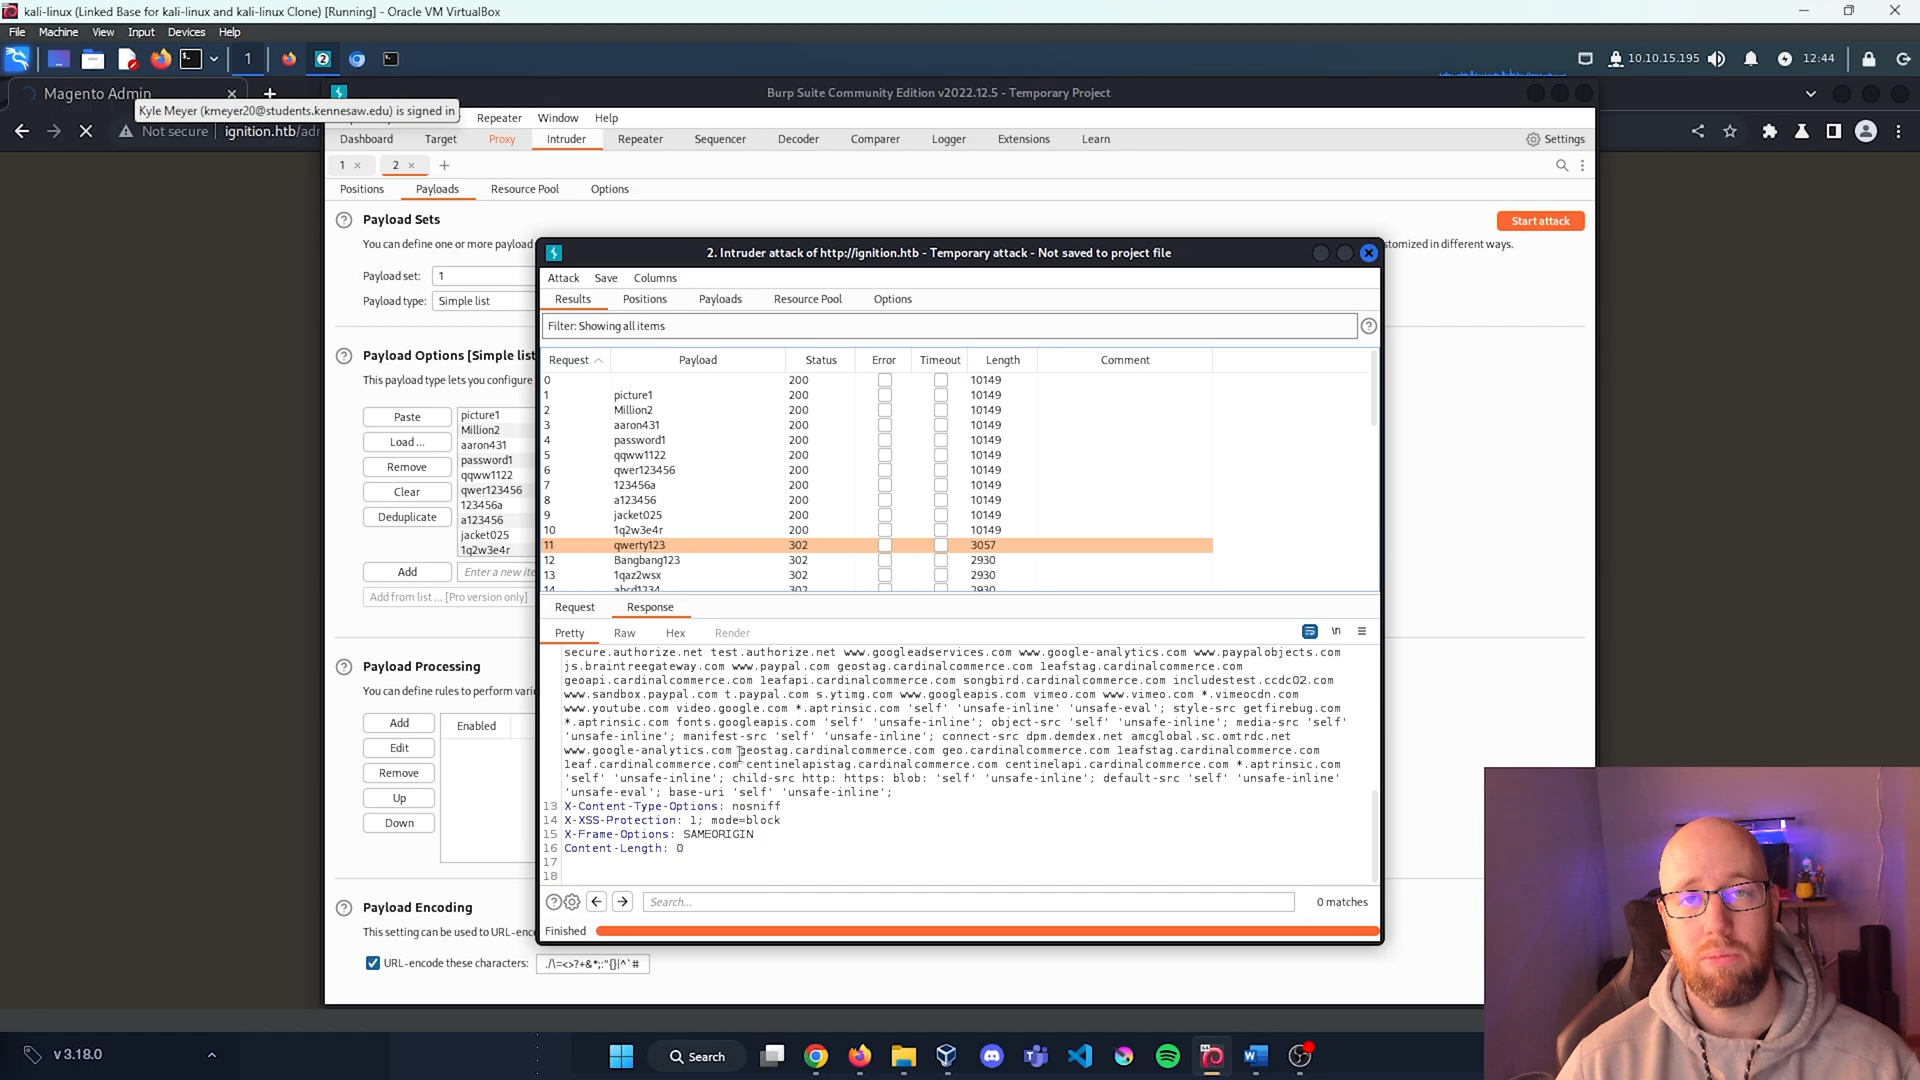 kali-linux (Linked Base for kali-linux and kali-linux Clone) [Running] - Oracle VM VirtualBox
File Machine View Input Devices Help
1 2 10.10.15.195 12:44
Magento Admin
Burp Suite Community Edition v2022.12.5 - Temporary Project
Kyle Meyer (kmeyer20@students.kennesaw.edu) is signed in
Repeater Window Help
Not secure ignition.htb/adr
Dashboard Target Proxy Intruder Repeater Sequencer Decoder Comparer Logger Extensions Learn Settings
1 × 2 × +
Positions Payloads Resource Pool Options
Payload Sets
Start attack
You can define one or more payload
stomized in different ways.
Payload set: 1
Payload type: Simple list
Payload Options [Simple list
This payload type lets you configure
Paste
Load ...
Remove
Clear
Deduplicate
picture1
Million2
aaron431
password1
qqww1122
qwer123456
123456a
a123456
jacket025
1q2w3e4r
Add Enter a new ite
Add from list ... [Pro version only]
Payload Processing
You can define rules to perform vari
Add
Edit
Remove
Up
Down
Enabled
Payload Encoding
This setting can be used to URL-enc
URL-encode these characters: ./\=<>?+&*;:"{}|^`#
2. Intruder attack of http://ignition.htb - Temporary attack - Not saved to project file
Attack Save Columns
Results Positions Payloads Resource Pool Options
Filter: Showing all items
Request Payload Status Error Timeout Length Comment
0 200 10149
1 picture1 200 10149
2 Million2 200 10149
3 aaron431 200 10149
4 password1 200 10149
5 qqww1122 200 10149
6 qwer123456 200 10149
7 123456a 200 10149
8 a123456 200 10149
9 jacket025 200 10149
10 1q2w3e4r 200 10149
11 qwerty123 302 3057
12 Bangbang123 302 2930
13 1qaz2wsx 302 2930
14 abcd1234 302 2930
Request Response
Pretty Raw Hex Render \n
secure.authorize.net test.authorize.net www.googleadservices.com www.google-analytics.com www.paypalobjects.com
js.braintreegateway.com www.paypal.com geostag.cardinalcommerce.com leafstag.cardinalcommerce.com
geoapi.cardinalcommerce.com leafapi.cardinalcommerce.com songbird.cardinalcommerce.com includestest.ccdc02.com
www.sandbox.paypal.com t.paypal.com s.ytimg.com www.googleapis.com vimeo.com www.vimeo.com *.vimeocdn.com
www.youtube.com video.google.com *.aptrinsic.com 'self' 'unsafe-inline' 'unsafe-eval'; style-src getfirebug.com
*.aptrinsic.com fonts.googleapis.com 'self' 'unsafe-inline'; object-src 'self' 'unsafe-inline'; media-src 'self'
'unsafe-inline'; manifest-src 'self' 'unsafe-inline'; connect-src dpm.demdex.net amcglobal.sc.omtrdc.net
www.google-analytics.com geostag.cardinalcommerce.com geo.cardinalcommerce.com leafstag.cardinalcommerce.com
leaf.cardinalcommerce.com centinelapistag.cardinalcommerce.com centinelapi.cardinalcommerce.com *.aptrinsic.com
'self' 'unsafe-inline'; child-src http: https: blob: 'self' 'unsafe-inline'; default-src 'self' 'unsafe-inline'
'unsafe-eval'; base-uri 'self' 'unsafe-inline';
13 X-Content-Type-Options: nosniff
14 X-XSS-Protection: 1; mode=block
15 X-Frame-Options: SAMEORIGIN
16 Content-Length: 0
17
18
Search... 0 matches
Finished
v 3.18.0
Search